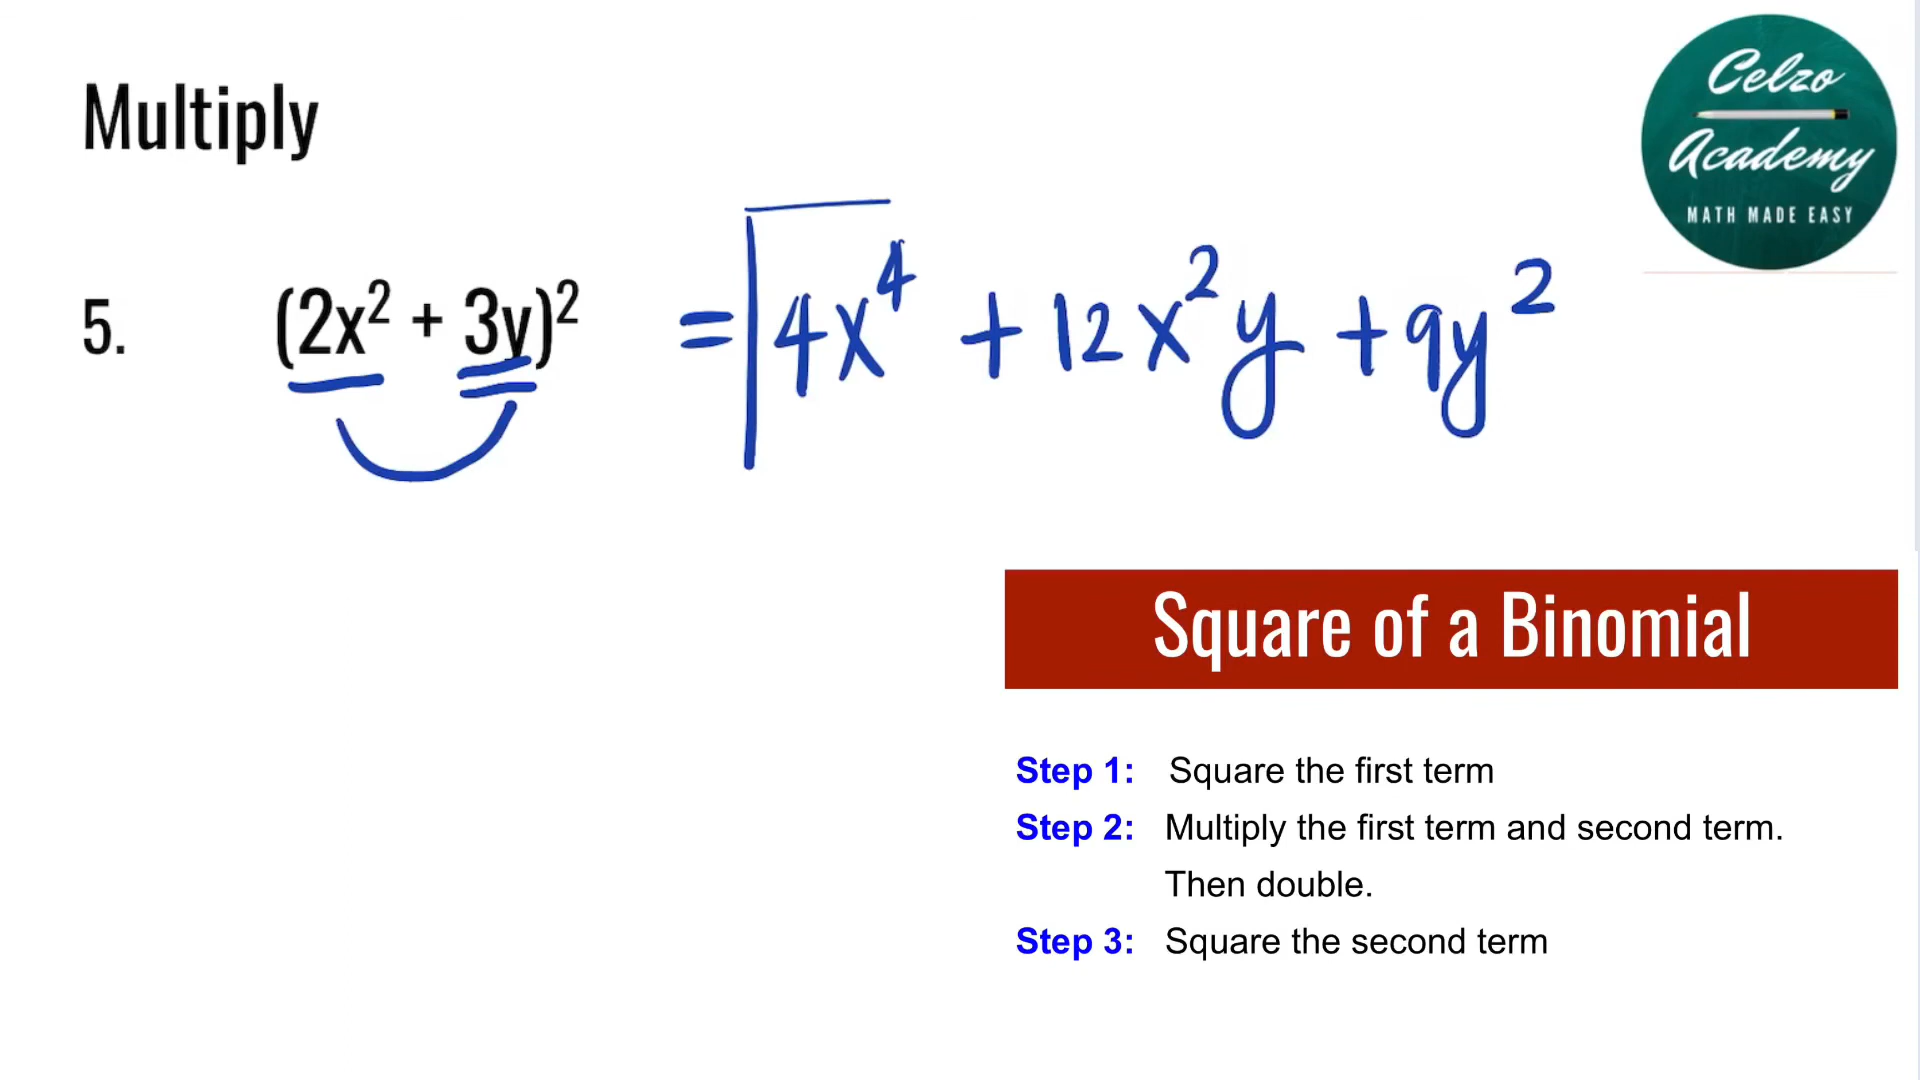 Celzo
Academy
MATH MADE EASY
Multiply
5. (2x² + 3y)² = 4x⁴ + 12x²y + 9y²
Square of a Binomial
Step 1: Square the first term
Step 2: Multiply the first term and second term.
Then double.
Step 3: Square the second term